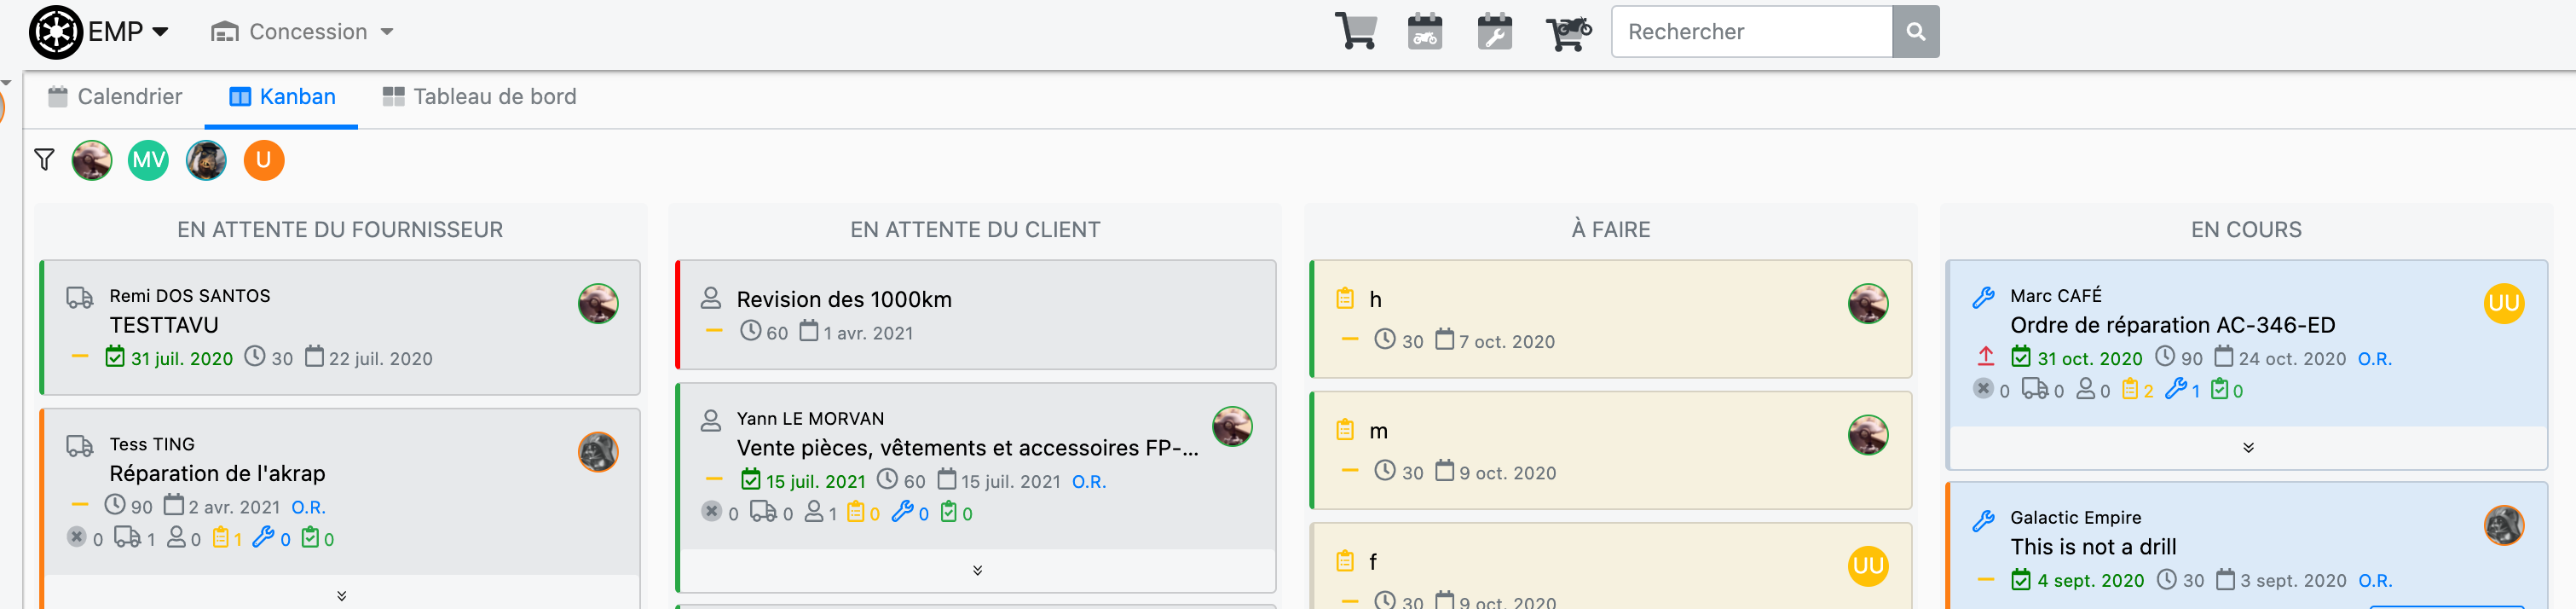 EMP
Concession
Rechercher
Calendrier
Kanban
Tableau de bord
MV
U
EN ATTENTE DU FOURNISSEUR
Remi DOS SANTOS
TESTTAVU
31 juil. 2020 30 22 juil. 2020
Tess TING
Réparation de l'akrap
90 2 avr. 2021 O.R.
0 1 0 1 0 0
EN ATTENTE DU CLIENT
Revision des 1000km
60 1 avr. 2021
Yann LE MORVAN
Vente pièces, vêtements et accessoires FP-...
15 juil. 2021 60 15 juil. 2021 O.R.
0 0 1 0 0 0
À FAIRE
h
30 7 oct. 2020
m
30 9 oct. 2020
f
UU
30 9 oct. 2020
EN COURS
Marc CAFÉ
UU
Ordre de réparation AC-346-ED
31 oct. 2020 90 24 oct. 2020 O.R.
0 0 0 2 1 0
Galactic Empire
This is not a drill
4 sept. 2020 30 3 sept. 2020 O.R.